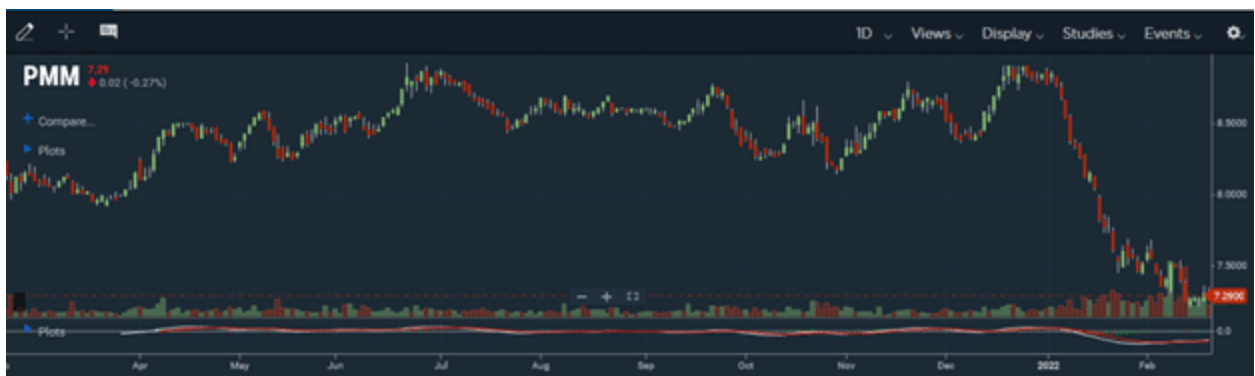 1D Views Display Studies Events
PMM 7.29
0.02 (-0.27%)
Compare...
Plots
8.5000
8.0000
7.5000
7.2900
Plots
0.0
Apr May Jun Jul Aug Sep Oct Nov Dec 2022 Feb